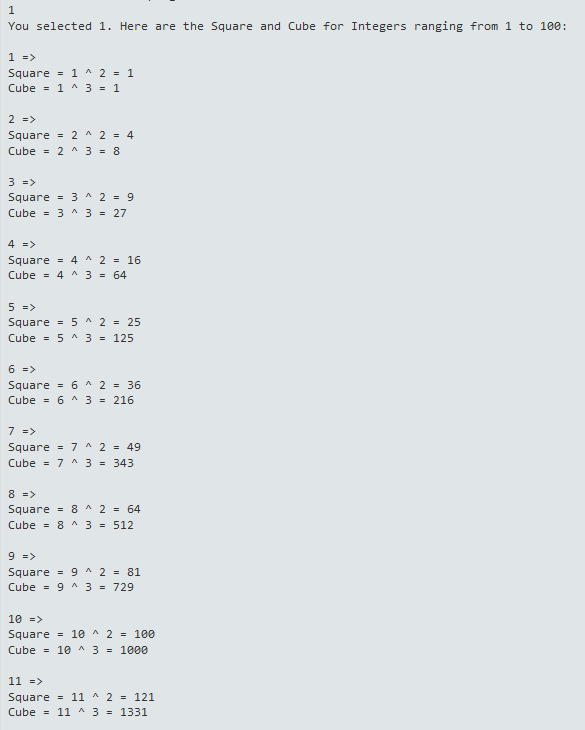 1
You selected 1. Here are the Square and Cube for Integers ranging from 1 to 100:
1 =>
Square = 1 ^ 2 = 1
Cube = 1 ^ 3 = 1
2 =>
Square = 2 ^ 2 = 4
Cube = 2 ^ 3 = 8
3 =>
Square = 3 ^ 2 = 9
Cube = 3 ^ 3 = 27
4 =>
Square = 4 ^ 2 = 16
Cube = 4 ^ 3 = 64
5 =>
Square = 5 ^ 2 = 25
Cube = 5 ^ 3 = 125
6 =>
Square = 6 ^ 2 = 36
Cube = 6 ^ 3 = 216
7 =>
Square = 7 ^ 2 = 49
Cube = 7 ^ 3 = 343
8 =>
Square = 8 ^ 2 = 64
Cube = 8 ^ 3 = 512
9 =>
Square = 9 ^ 2 = 81
Cube = 9 ^ 3 = 729
10 =>
Square = 10 ^ 2 = 100
Cube = 10 ^ 3 = 1000
11 =>
Square = 11 ^ 2 = 121
Cube = 11 ^ 3 = 1331